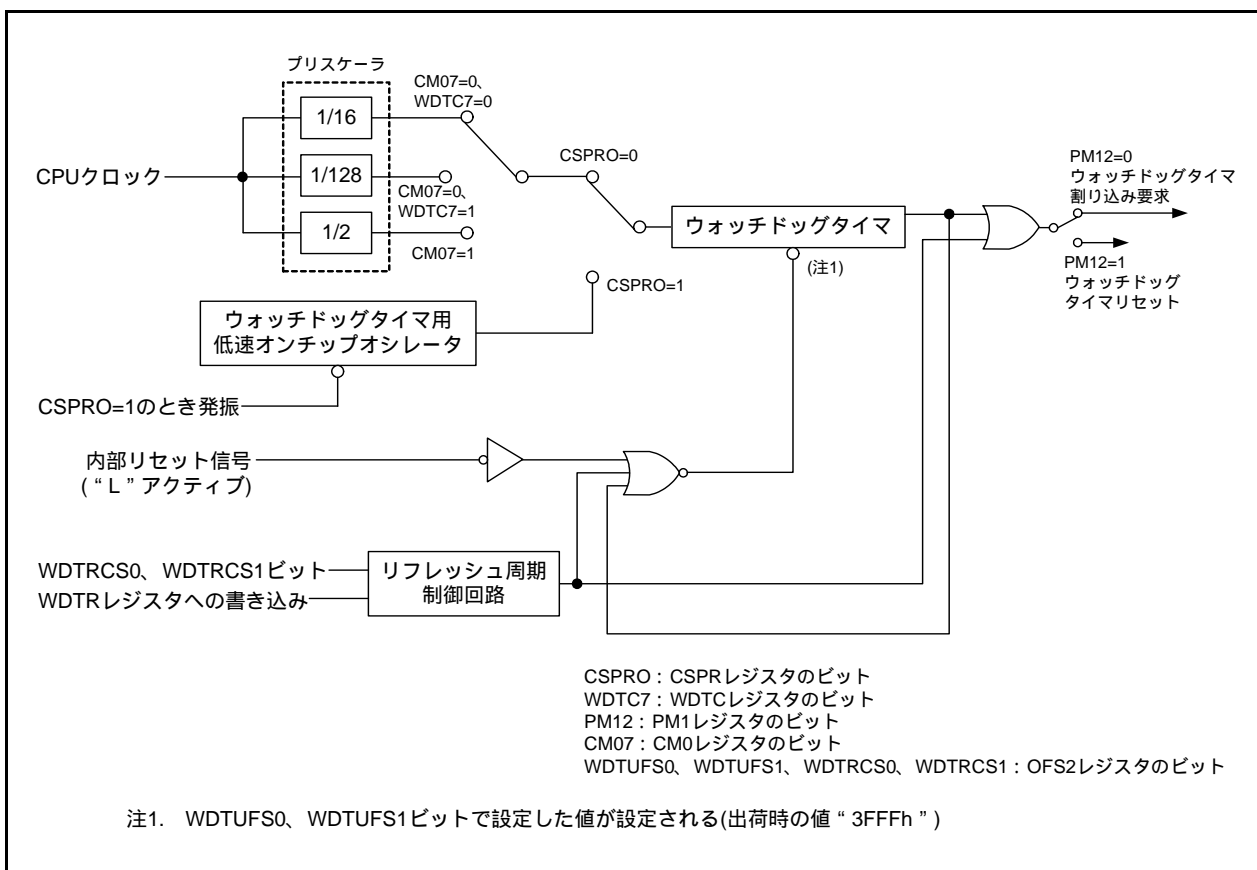 プリスケーラ
CM07=0、
WDTC7=0
1/16
CSPRO=0
PM12=0
ウォッチドッグタイマ
割り込み要求
CPUクロック
1/128
CM07=0、
WDTC7=1
1/2
CM07=1
ウォッチドッグタイマ
(注1)
PM12=1
ウォッチドッグ
タイマリセット
CSPRO=1
ウォッチドッグタイマ用
低速オンチップオシレータ
CSPRO=1のとき発振
内部リセット信号
( “ L ” アクティブ)
WDTRCS0、WDTRCS1ビット
WDTRレジスタへの書き込み
リフレッシュ周期
制御回路
CSPRO：CSPRレジスタのビット
WDTC7：WDTCレジスタのビット
PM12：PM1レジスタのビット
CM07：CM0レジスタのビット
WDTUFS0、WDTUFS1、WDTRCS0、WDTRCS1：OFS2レジスタのビット
注1. WDTUFS0、WDTUFS1ビットで設定した値が設定される(出荷時の値 “ 3FFFh ” )